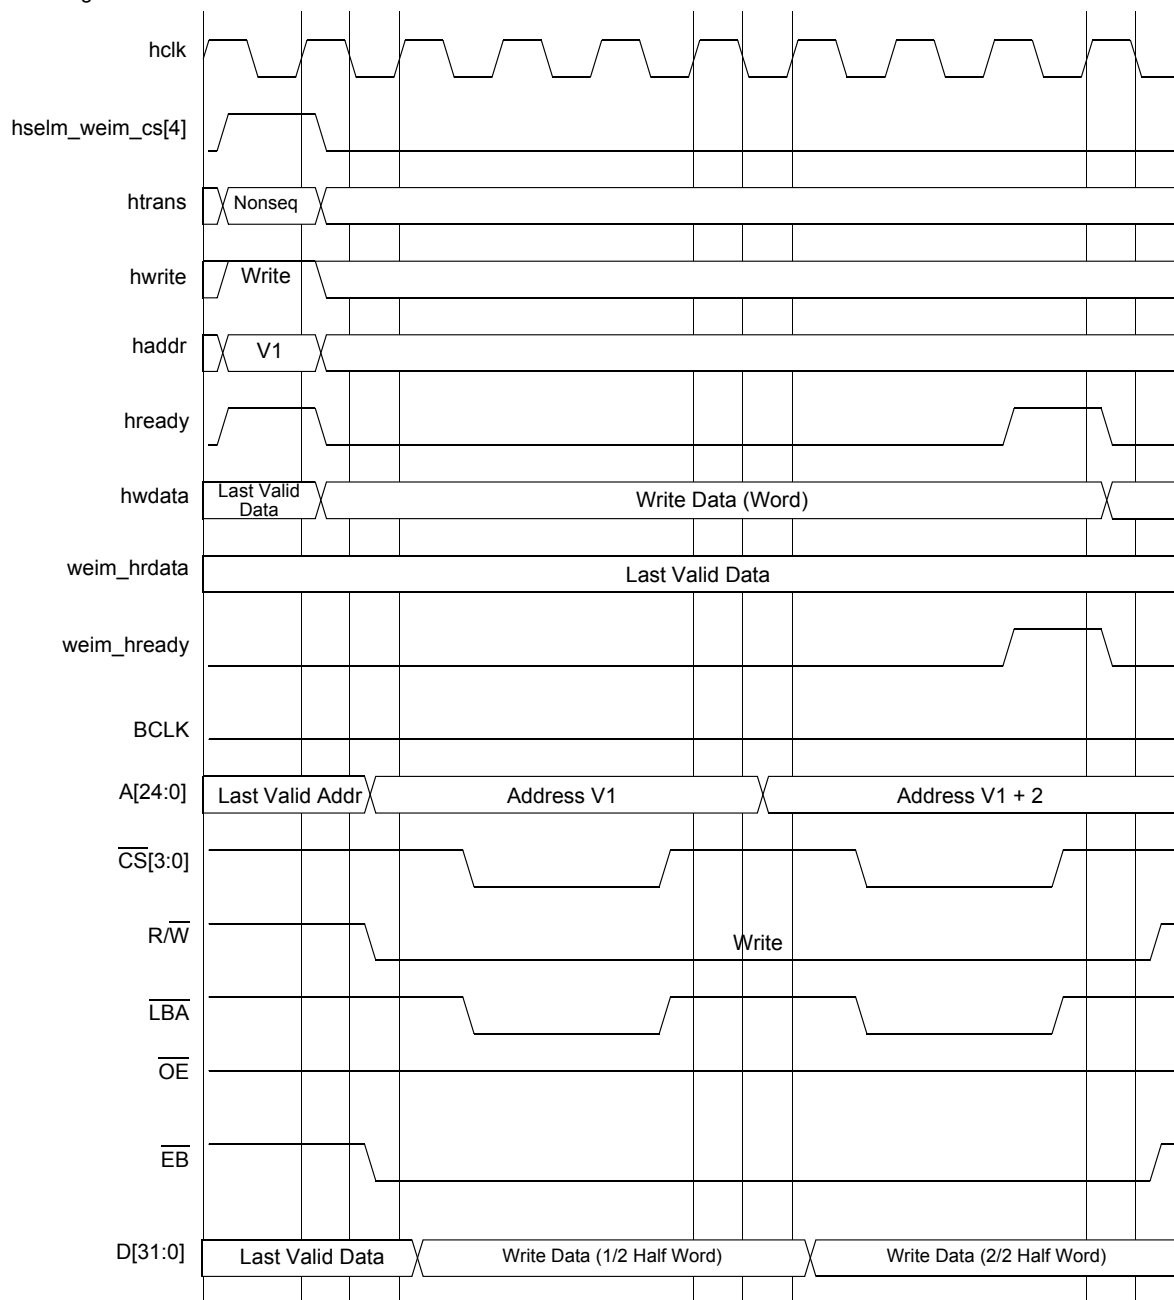 hclk
hselm_weim_cs[4]
htrans Nonseq
hwrite Write
haddr V1
hready
hwdata Last Valid Data Write Data (Word)
weim_hrdata Last Valid Data
weim_hready
BCLK
A[24:0] Last Valid Addr Address V1 Address V1 + 2
CS[3:0]
R/W Write
LBA
OE
EB
D[31:0] Last Valid Data Write Data (1/2 Half Word) Write Data (2/2 Half Word)